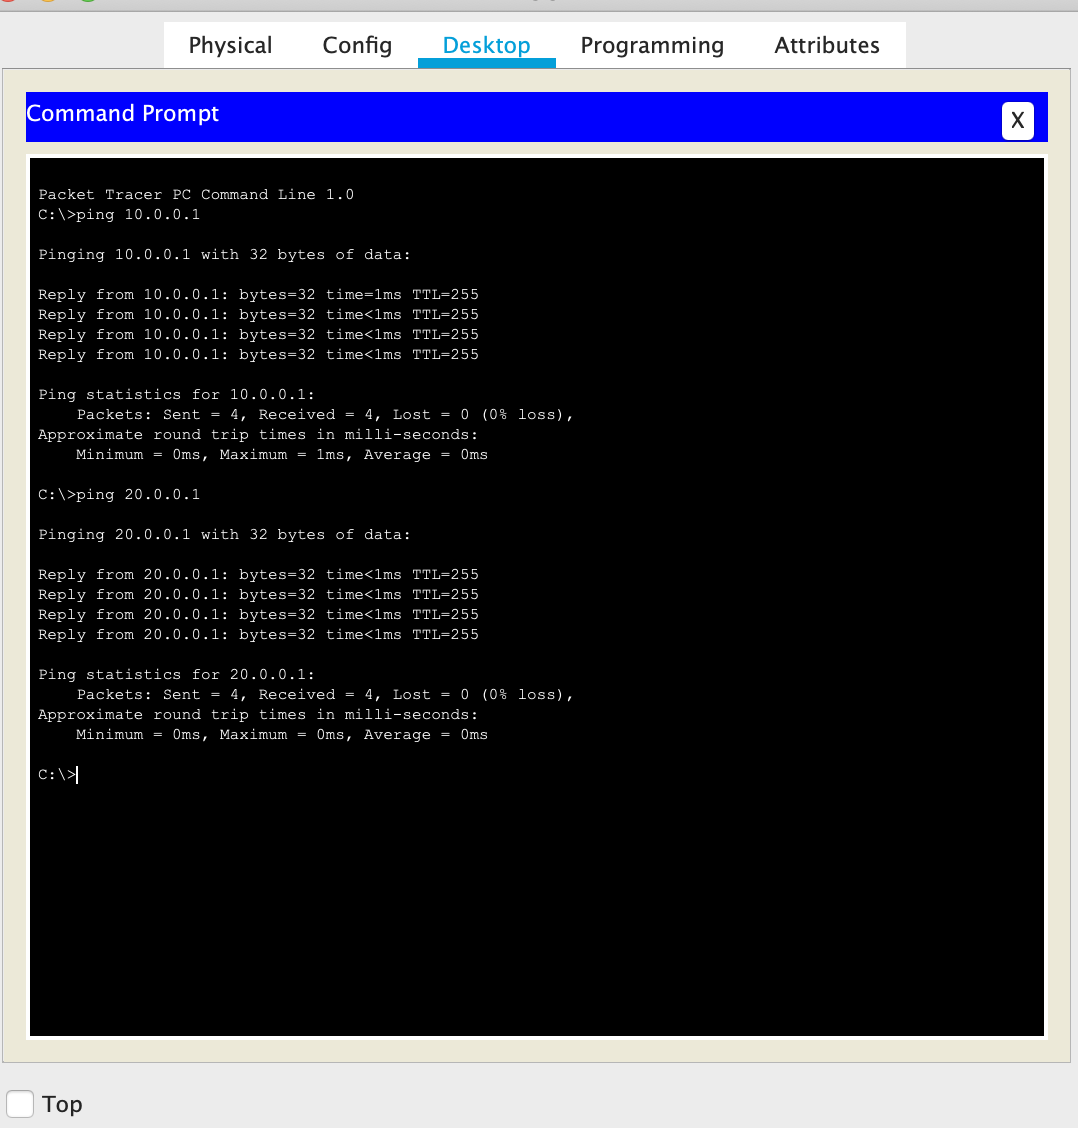 Physical Config Desktop Programming Attributes
Command Prompt
X
Packet Tracer PC Command Line 1.0
C:\>ping 10.0.0.1
Pinging 10.0.0.1 with 32 bytes of data:
Reply from 10.0.0.1: bytes=32 time=1ms TTL=255
Reply from 10.0.0.1: bytes=32 time<1ms TTL=255
Reply from 10.0.0.1: bytes=32 time<1ms TTL=255
Reply from 10.0.0.1: bytes=32 time<1ms TTL=255
Ping statistics for 10.0.0.1:
Packets: Sent = 4, Received = 4, Lost = 0 (0% loss),
Approximate round trip times in milli-seconds:
Minimum = 0ms, Maximum = 1ms, Average = 0ms
C:\>ping 20.0.0.1
Pinging 20.0.0.1 with 32 bytes of data:
Reply from 20.0.0.1: bytes=32 time<1ms TTL=255
Reply from 20.0.0.1: bytes=32 time<1ms TTL=255
Reply from 20.0.0.1: bytes=32 time<1ms TTL=255
Reply from 20.0.0.1: bytes=32 time<1ms TTL=255
Ping statistics for 20.0.0.1:
Packets: Sent = 4, Received = 4, Lost = 0 (0% loss),
Approximate round trip times in milli-seconds:
Minimum = 0ms, Maximum = 0ms, Average = 0ms
C:\>
Top